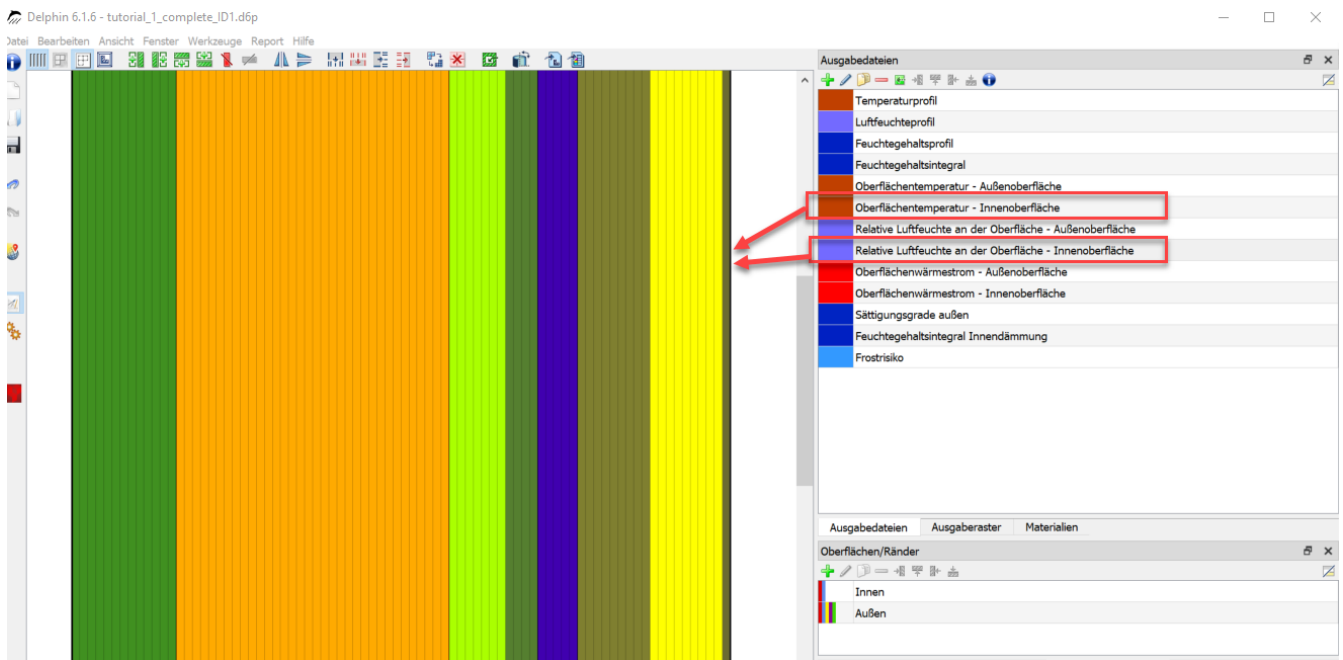 Delphin 6.1.6 - tutorial_1_complete_ID1.d6p
Datei Bearbeiten Ansicht Fenster Werkzeuge Report Hilfe
Ausgabedateien
Temperaturprofil
Luftfeuchteprofil
Feuchtegehaltsprofil
Feuchtegehaltsintegral
Oberflächentemperatur - Außenoberfläche
Oberflächentemperatur - Innenoberfläche
Relative Luftfeuchte an der Oberfläche - Außenoberfläche
Relative Luftfeuchte an der Oberfläche - Innenoberfläche
Oberflächenwärmestrom - Außenoberfläche
Oberflächenwärmestrom - Innenoberfläche
Sättigungsgrade außen
Feuchtegehaltsintegral Innendämmung
Frostrisiko
Ausgabedateien Ausgaberaster Materialien
Oberflächen/Ränder
Innen
Außen